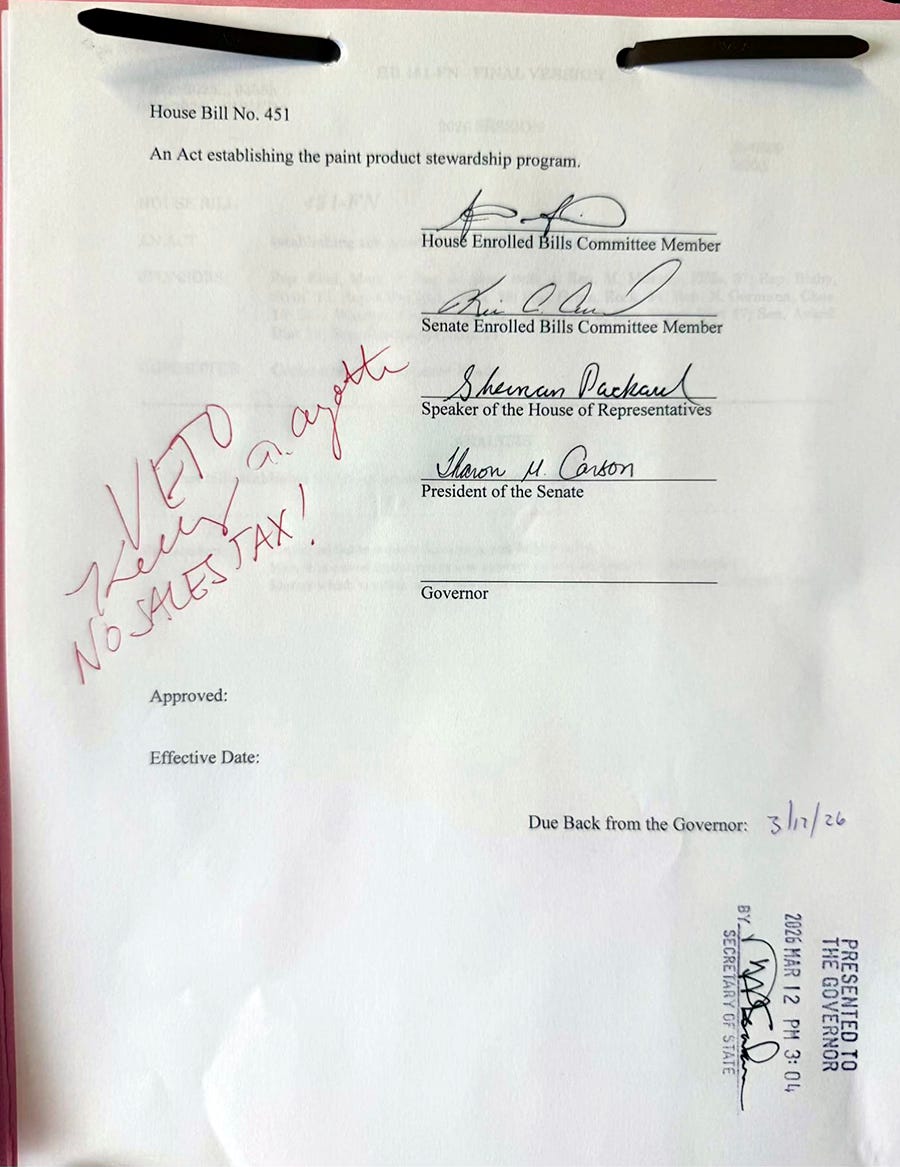 House Bill No. 451
An Act establishing the paint product stewardship program.
House Enrolled Bills Committee Member
Senate Enrolled Bills Committee Member
Sherman Packard
Speaker of the House of Representatives
Sharon M. Carson
President of the Senate
Governor
VETO
Kelly A. Ayotte
NO SALES TAX!
Approved:
Effective Date:
Due Back from the Governor:
PRESENTED TO
THE GOVERNOR
2026 MAR 12 PM 3:04
BY
SECRETARY OF STATE